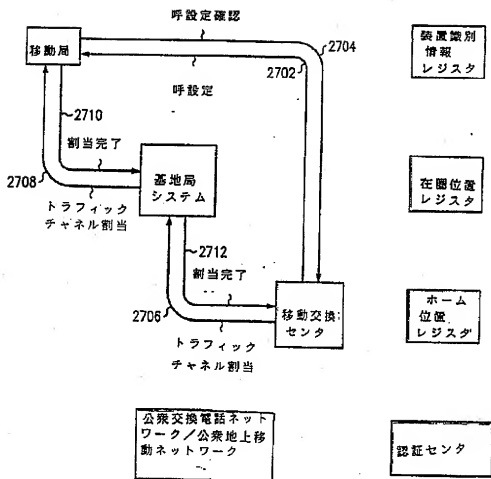 呼設定確認
移動局
2704
2702
装置識別
情報
レジスタ
呼設定
2710
割当完了
2708
基地局
システム
トラフィック
チャネル割当
在圏位置
レジスタ
2712
割当完了
2706
移動交換
センタ
トラフィック
チャネル割当
ホーム
位置
レジスタ
公衆交換電話ネット
ワーク/公衆地上移
動ネットワーク
認証センタ